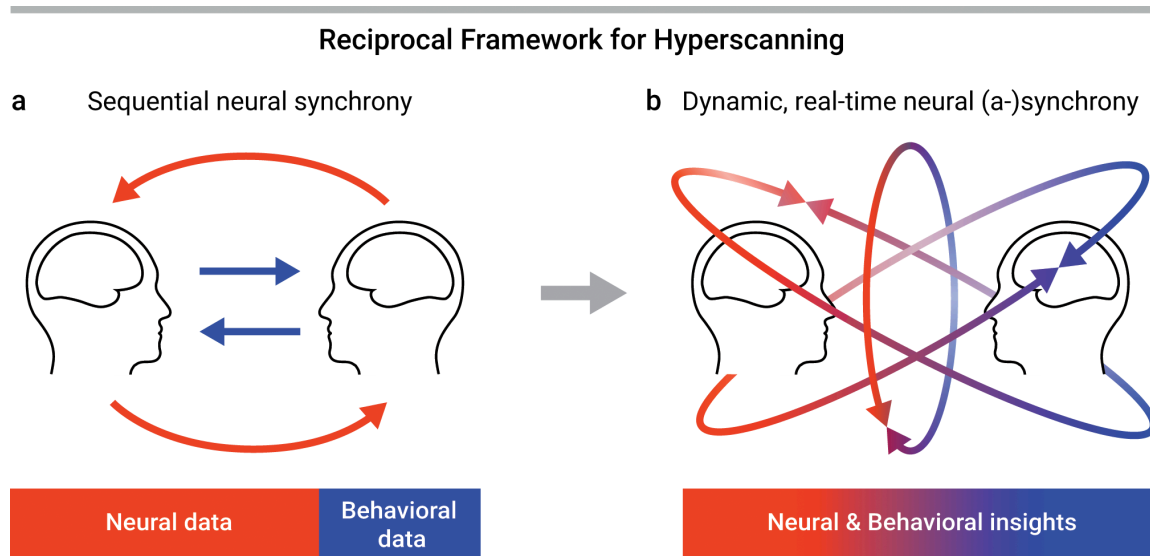 Reciprocal Framework for Hyperscanning
a Sequential neural synchrony
b Dynamic, real-time neural (a-)synchrony
Neural data
Behavioral
data
Neural & Behavioral insights